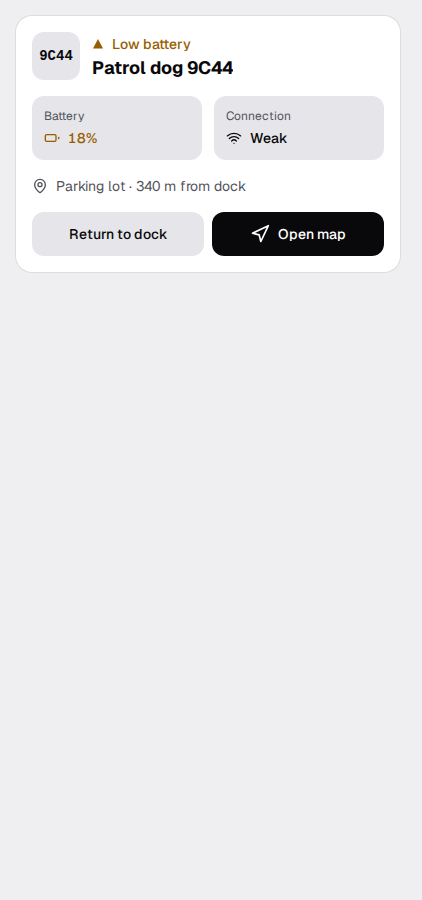 9C44
Low battery
Patrol dog 9C44
Battery
18%
Connection
Weak
Parking lot · 340 m from dock
Return to dock
Open map